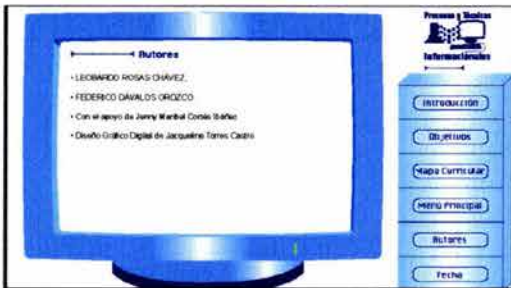 Procesos y Técnicas
Informacionales
Autores
• LEOBARDO ROSAS CHÁVEZ.
• FEDERICO DÁVALOS OROZCO
• Con el apoyo de Jenny Maribel Cortés Ibáñez
• Diseño Gráfico Digital de Jacqueline Torres Castro
Introducción
Objetivos
Mapa Curricular
Menú Principal
Autores
Fecha